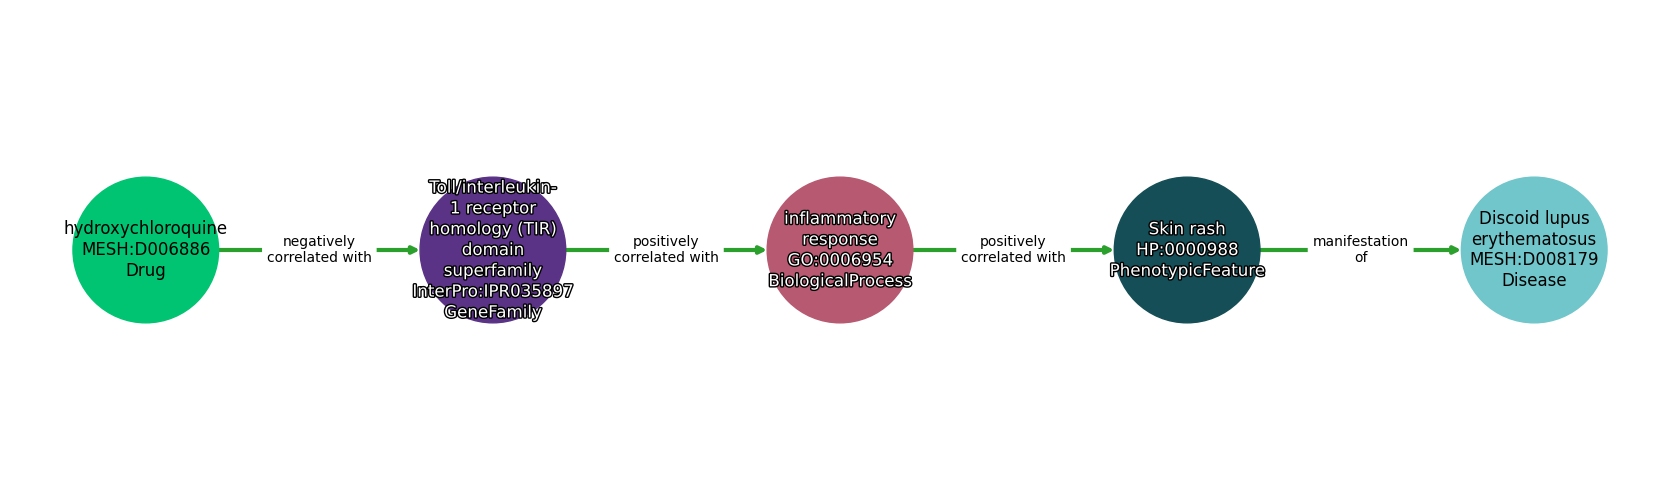 hydroxychloroquine
MESH:D006886
Drug
negatively
correlated with
Toll/interleukin-
1 receptor
homology (TIR)
domain
superfamily
InterPro:IPR035897
GeneFamily
positively
correlated with
inflammatory
response
GO:0006954
BiologicalProcess
positively
correlated with
Skin rash
HP:0000988
PhenotypicFeature
manifestation
of
Discoid lupus
erythematosus
MESH:D008179
Disease